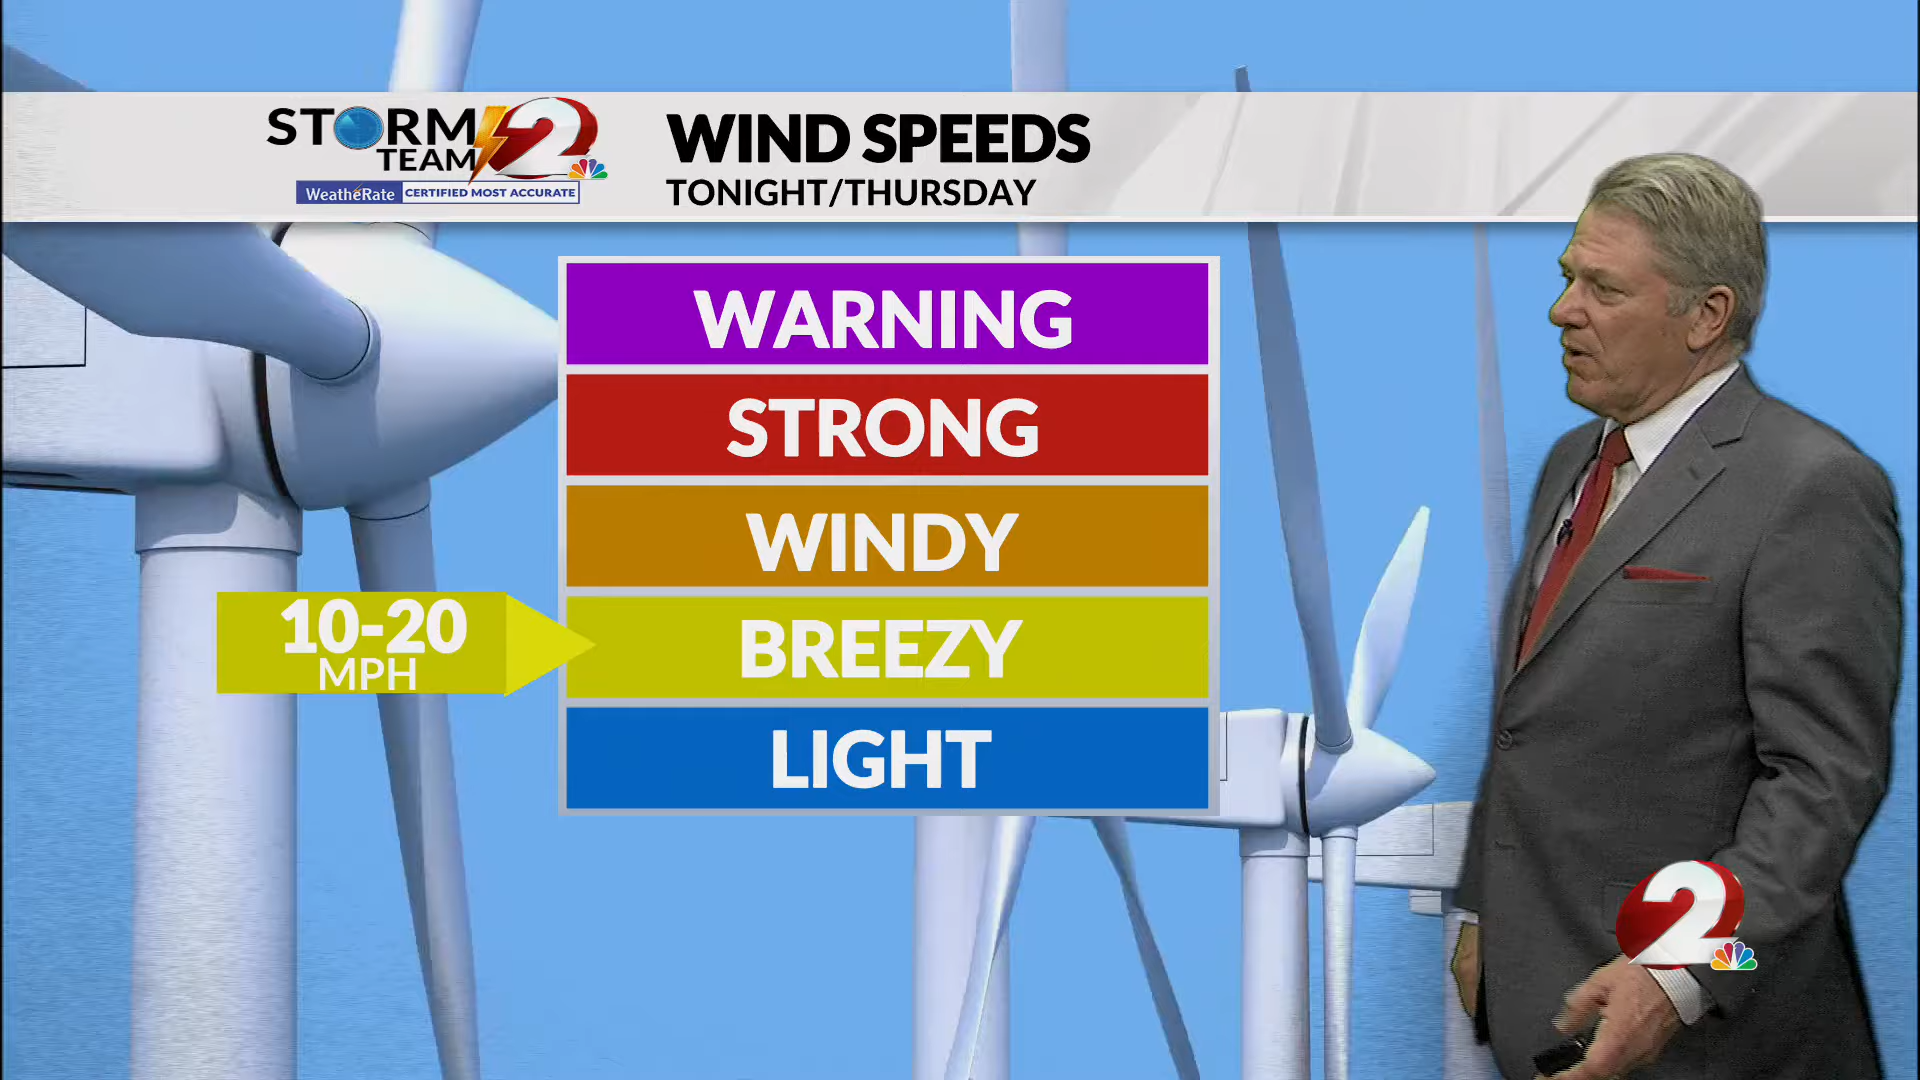 STORM
TEAM
2
WeatheRate CERTIFIED MOST ACCURATE
WIND SPEEDS
TONIGHT/THURSDAY
WARNING
STRONG
WINDY
10-20
MPH
BREEZY
LIGHT
2